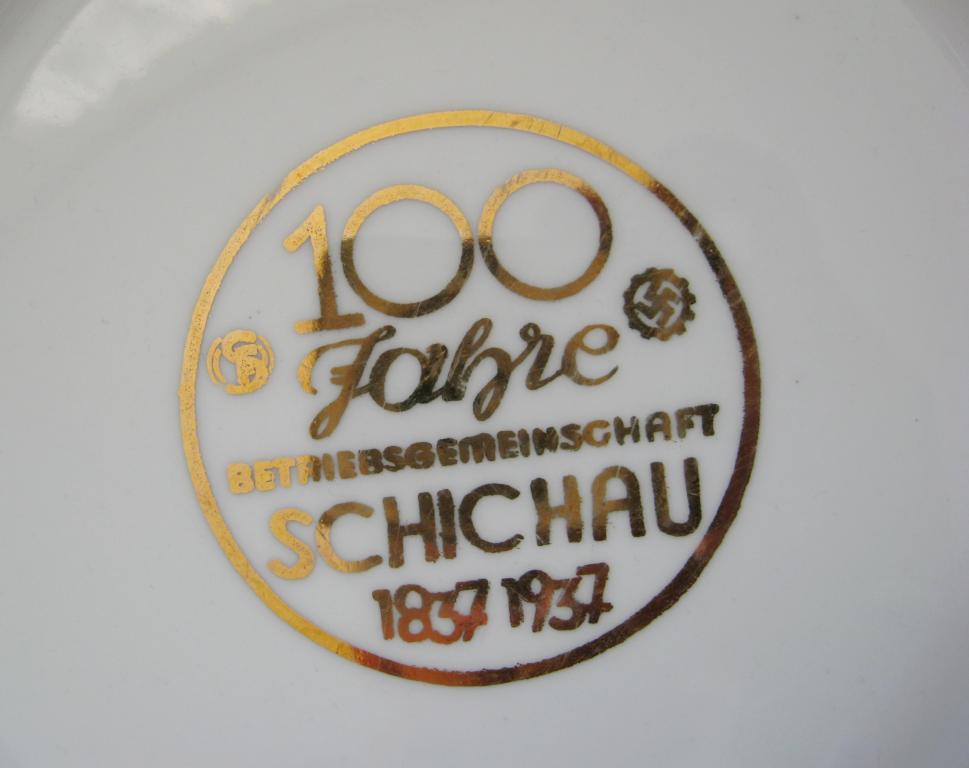 100
Jahre
BETRIEBSGEMEINSCHAFT
SCHICHAU
1837 1937